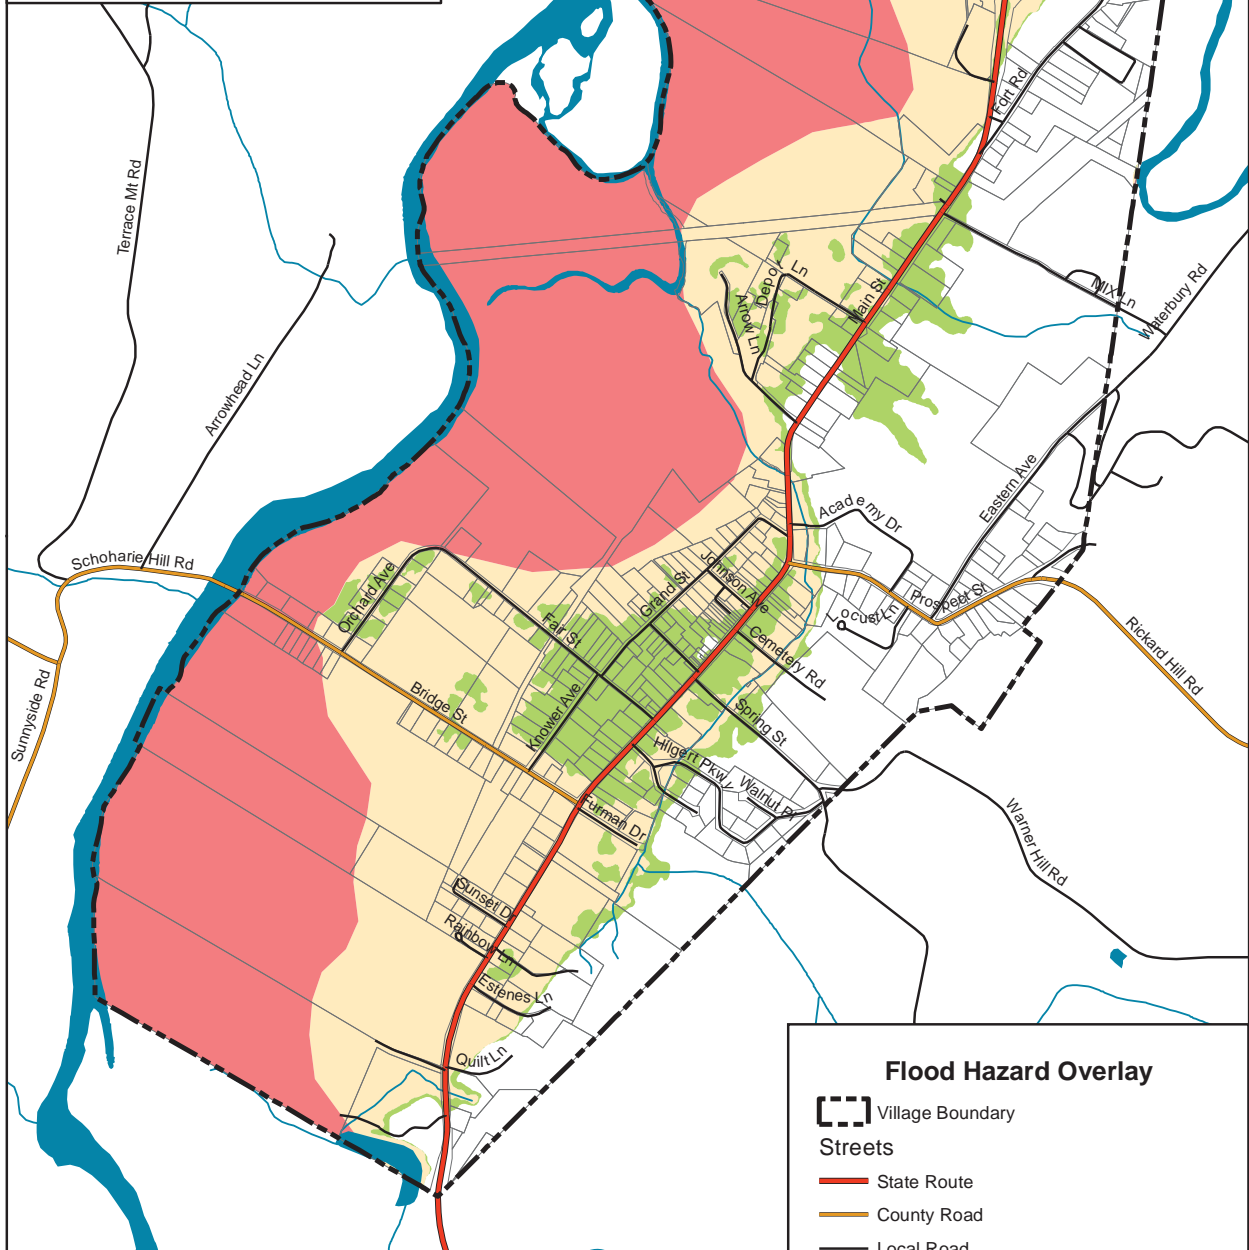 Fort Rd
Terrace Mt Rd
Depot Ln
MIX Ln
Waterbury Rd
Main St
Arrow Ln
Arrowhead Ln
Eastern Ave
Academy Dr
Schoharie Hill Rd
Johnson Ave
Orchard Ave
Grand St
Prospect St
Locust Ln
Fair St
Rickard Hill Rd
Cemetery Rd
Sunnyside Rd
Bridge St
Knower Ave
Spring St
Hilgert Pkwy
Walnut Pl
Furman Dr
Warner Hill Rd
Sunset Dr
Rainbow Ln
Estenes Ln
Quilt Ln
Flood Hazard Overlay
Village Boundary
Streets
State Route
County Road
Local Road